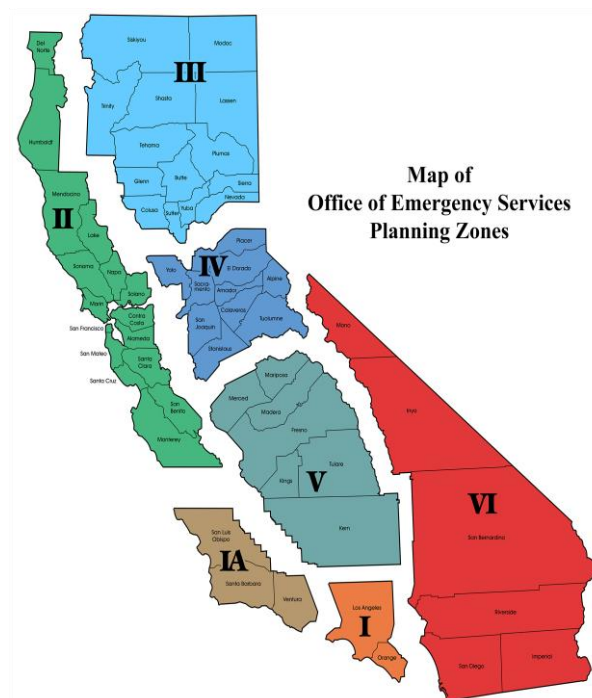 Del
Norte
Siskiyou
Modoc
III
Trinity
Shasta
Lassen
Humboldt
Tehama
Plumas
Glenn
Butte
Sierra
Nevada
Colusa
Sutter
Yuba
Map of
Office of Emergency Services
Planning Zones
Mendocino
II
Lake
Sonoma
Napa
Solano
Marin
Contra
Costa
San Francisco
Alameda
San Mateo
Santa
Clara
Santa Cruz
San
Benito
Monterey
Placer
IV
Yolo
El Dorado
Sacra
mento
Amador
Alpine
Calaveras
San
Joaquin
Tuolumne
Stanislaus
Mono
Inyo
Mariposa
Merced
Madera
Fresno
Tulare
Kings
V
Kern
VI
San Bernardino
Riverside
San Diego
Imperial
San Luis
Obispo
IA
Santa Barbara
Ventura
Los Angeles
I
Orange